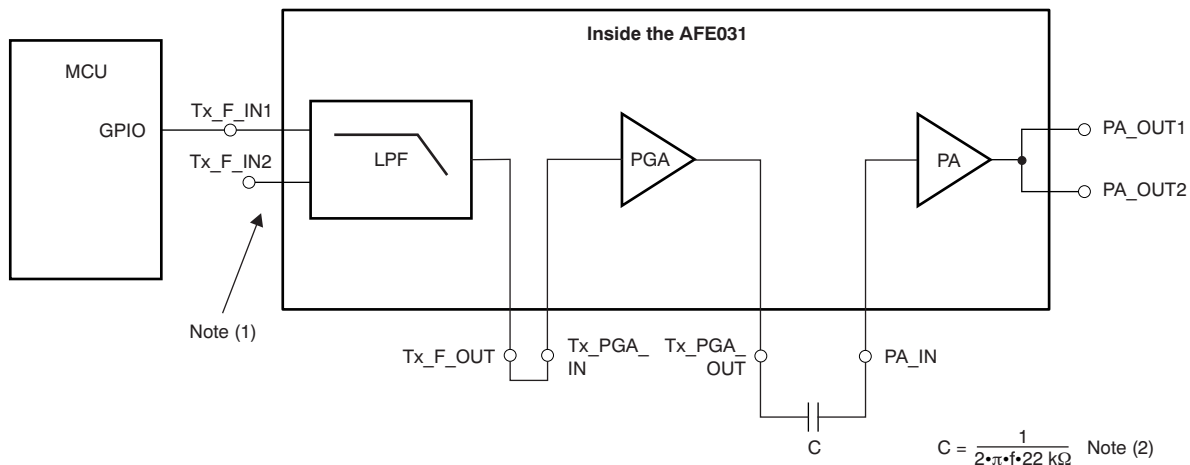 Inside the AFE031
MCU
Tx_F_IN1
GPIO
PA_OUT1
LPF
PGA
PA
Tx_F_IN2
PA_OUT2
Note (1)
Tx_F_OUT
Tx_PGA_
IN
Tx_PGA_
OUT
PA_IN
C
C = 1
2•π•f•22 kΩ
Note (2)